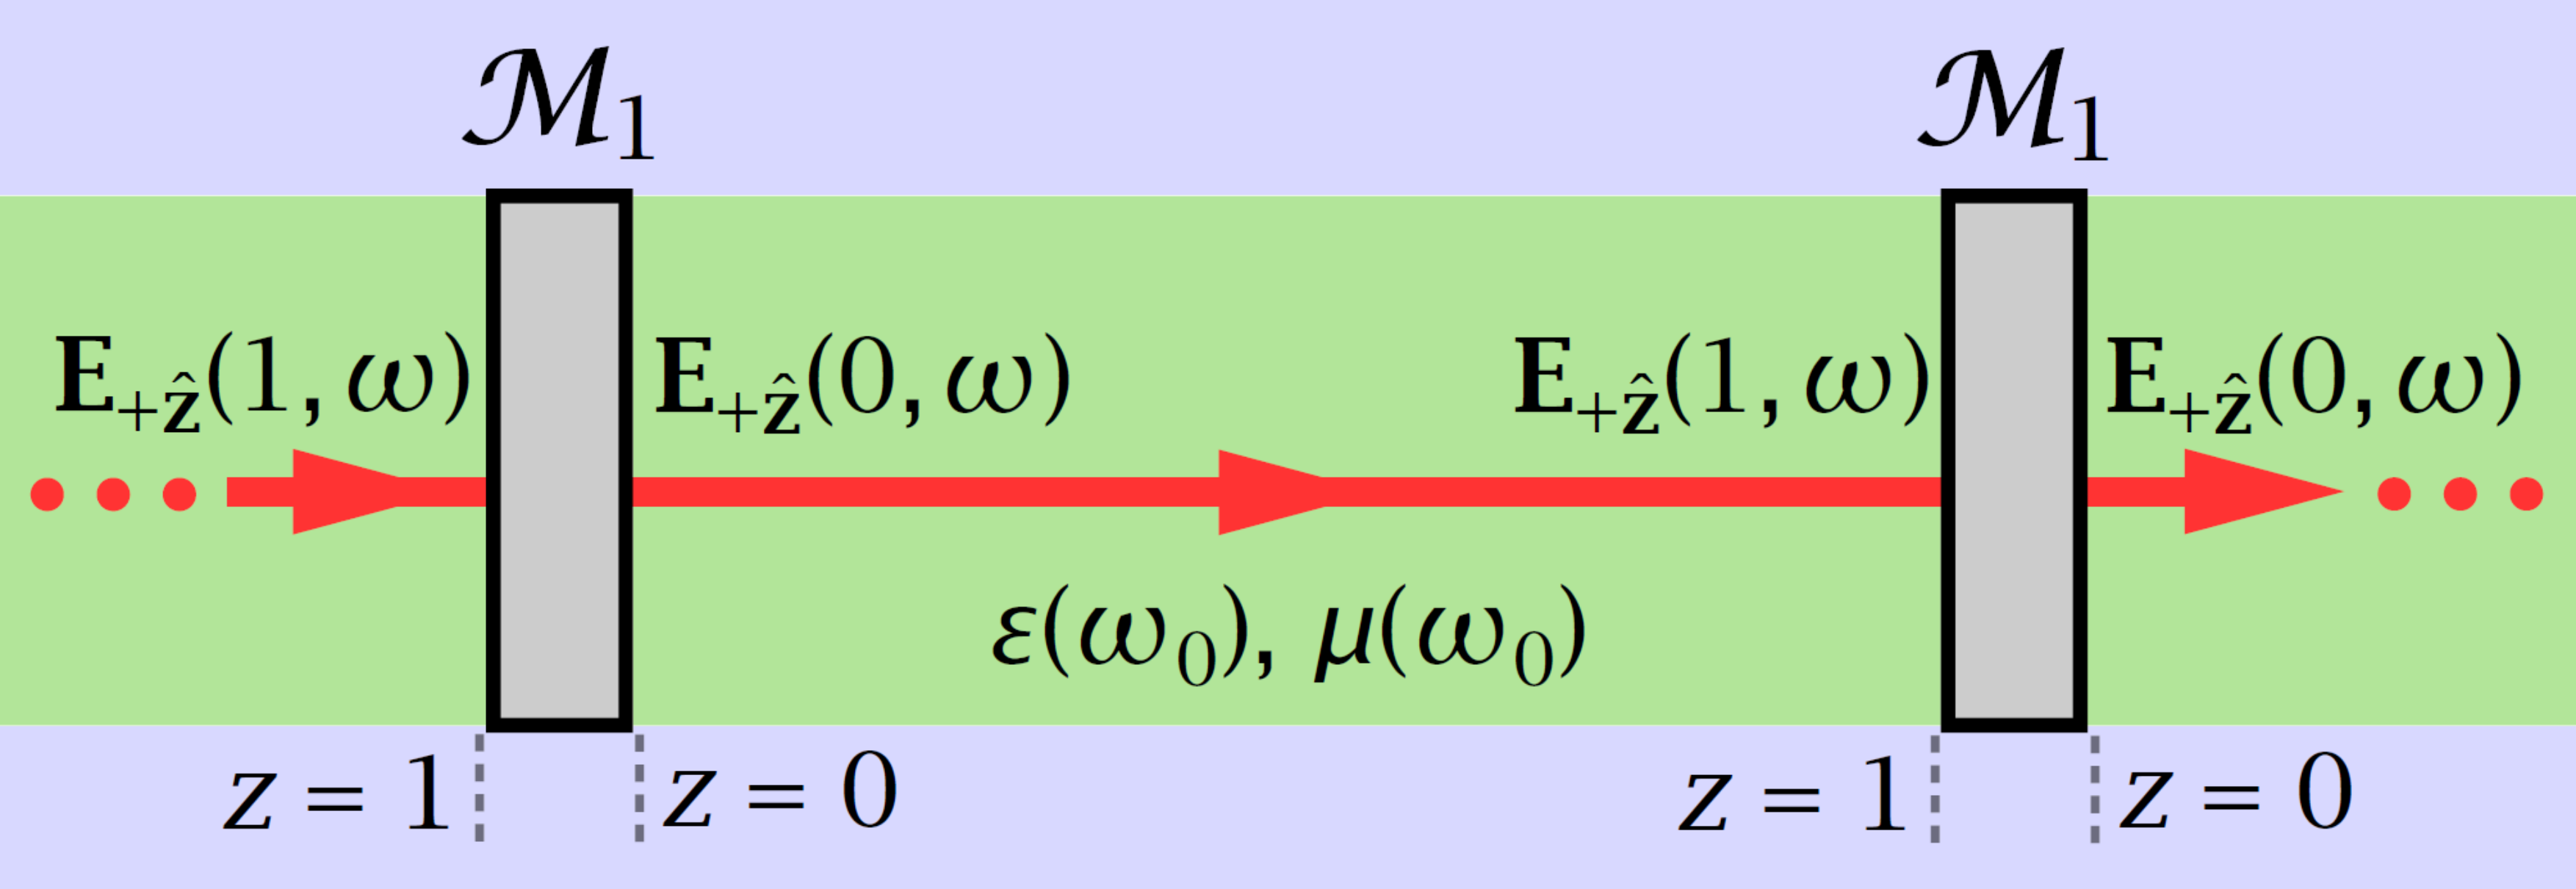 ℳ₁ ℳ₁
E₊ẑ(1, ω) E₊ẑ(0, ω) E₊ẑ(1, ω) E₊ẑ(0, ω)
ε(ω₀), μ(ω₀)
z = 1 z = 0 z = 1 z = 0